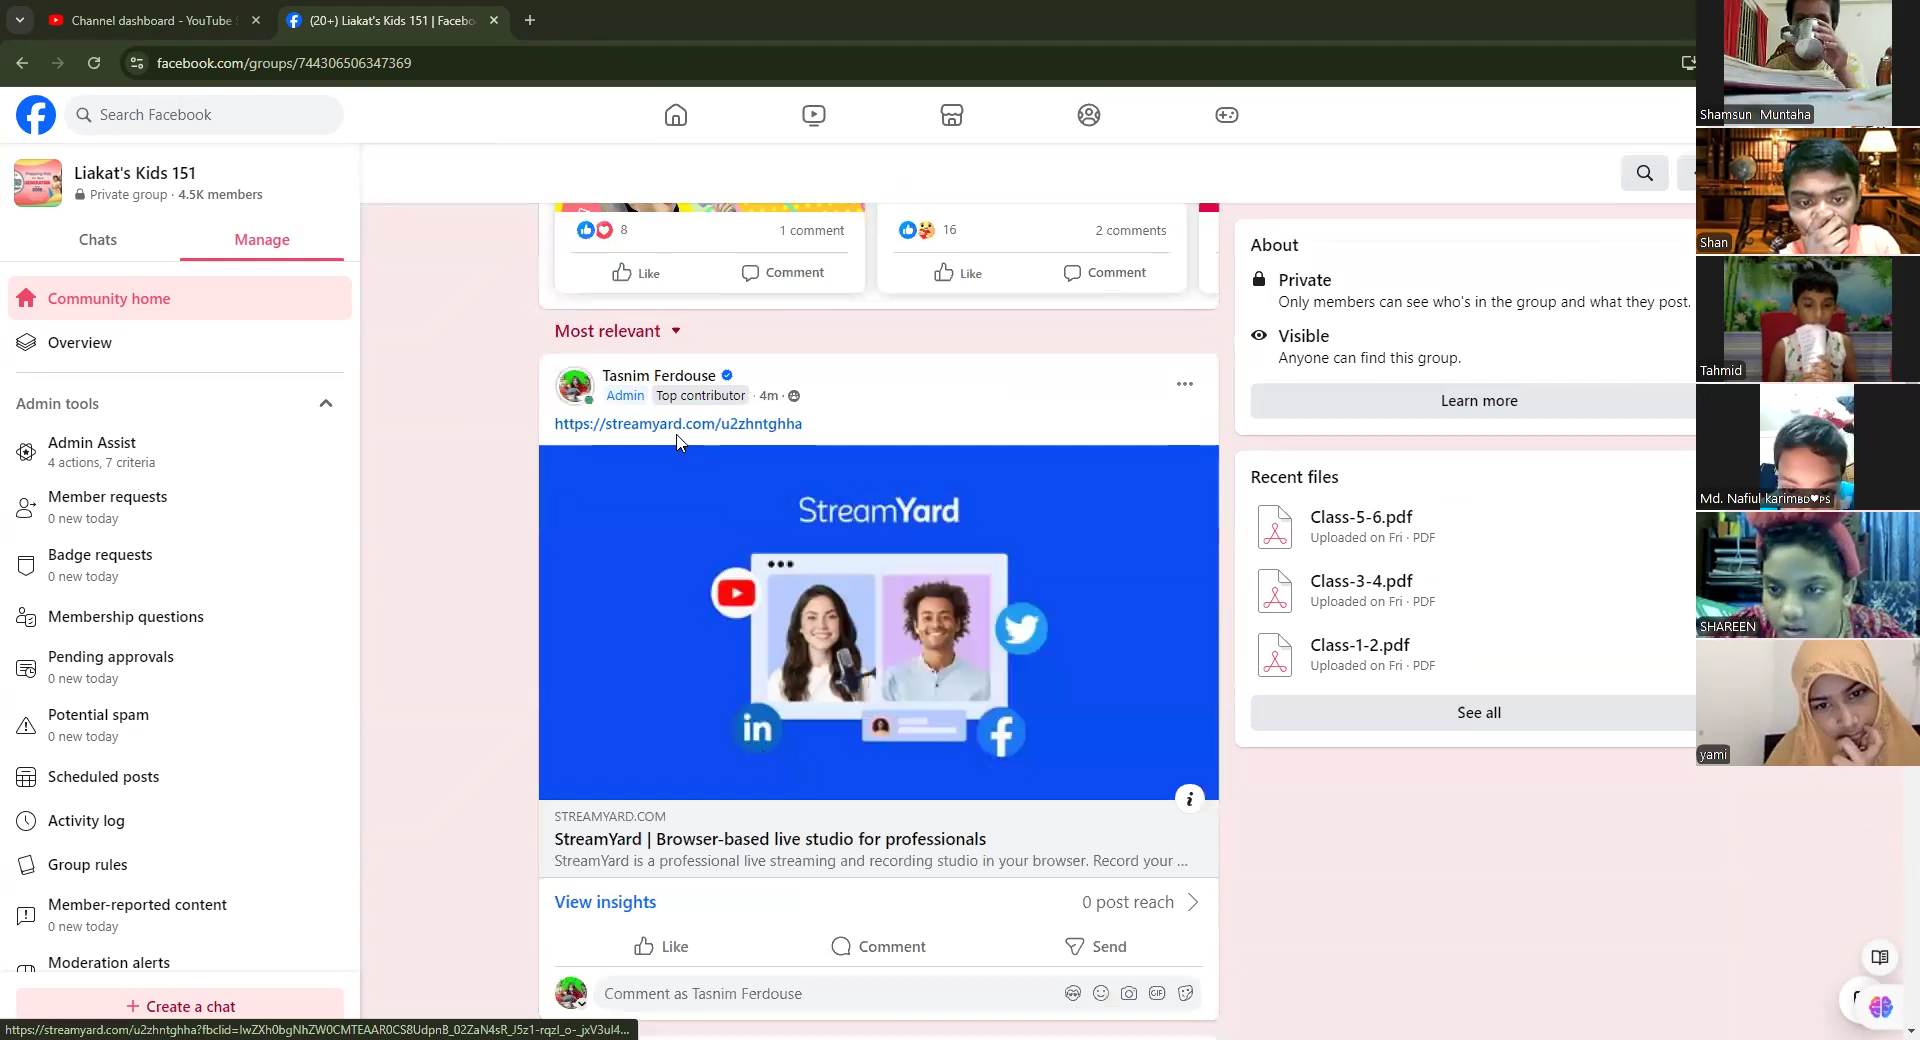 Channel dashboard - YouTube
(20+) Liakat's Kids 151 | Facebo
facebook.com/groups/744306506347369
Search Facebook
Liakat's Kids 151
Private group · 4.5K members
Chats
Manage
Community home
Overview
Admin tools
Admin Assist
4 actions, 7 criteria
Member requests
0 new today
Badge requests
0 new today
Membership questions
Pending approvals
0 new today
Potential spam
0 new today
Scheduled posts
Activity log
Group rules
Member-reported content
0 new today
Moderation alerts
+ Create a chat
8
1 comment
Like
Comment
16
2 comments
Like
Comment
Most relevant
Tasnim Ferdouse
Admin Top contributor · 4m ·
https://streamyard.com/u2zhntghha
StreamYard
in
STREAMYARD.COM
StreamYard | Browser-based live studio for professionals
StreamYard is a professional live streaming and recording studio in your browser. Record your ...
View insights
0 post reach
Like
Comment
Send
Comment as Tasnim Ferdouse
GIF
About
Private
Only members can see who's in the group and what they post.
Visible
Anyone can find this group.
Learn more
Recent files
Class-5-6.pdf
Uploaded on Fri · PDF
Class-3-4.pdf
Uploaded on Fri · PDF
Class-1-2.pdf
Uploaded on Fri · PDF
See all
Shamsun Muntaha
Shan
Tahmid
Md. Nafiul karimBD♥PS
SHAREEN
yami